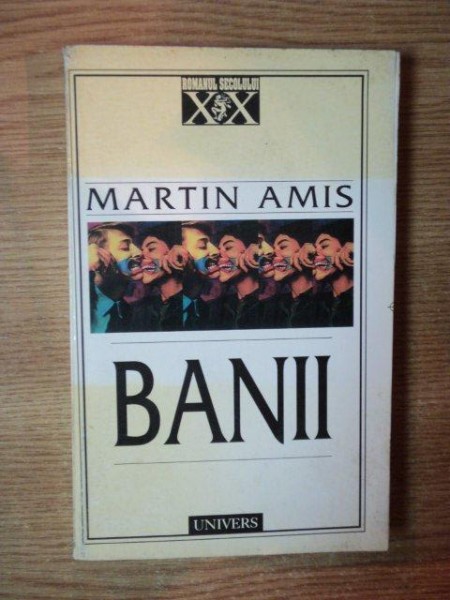 ROMANUL SECOLULUI
XX
MARTIN AMIS
BANII
UNIVERS